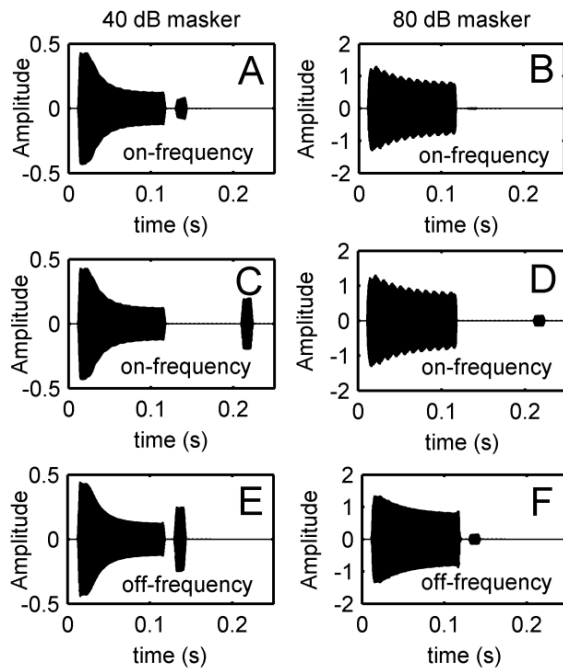 40 dB masker 80 dB masker
0.5
A
Amplitude
0
on-frequency
-0.5
0 0.1 0.2
time (s)
2
B
Amplitude
1
0
-1
on-frequency
-2
0 0.1 0.2
time (s)
0.5
C
Amplitude
0
on-frequency
-0.5
0 0.1 0.2
time (s)
2
D
Amplitude
1
0
-1
on-frequency
-2
0 0.1 0.2
time (s)
0.5
E
Amplitude
0
off-frequency
-0.5
0 0.1 0.2
time (s)
2
F
Amplitude
1
0
-1
off-frequency
-2
0 0.1 0.2
time (s)